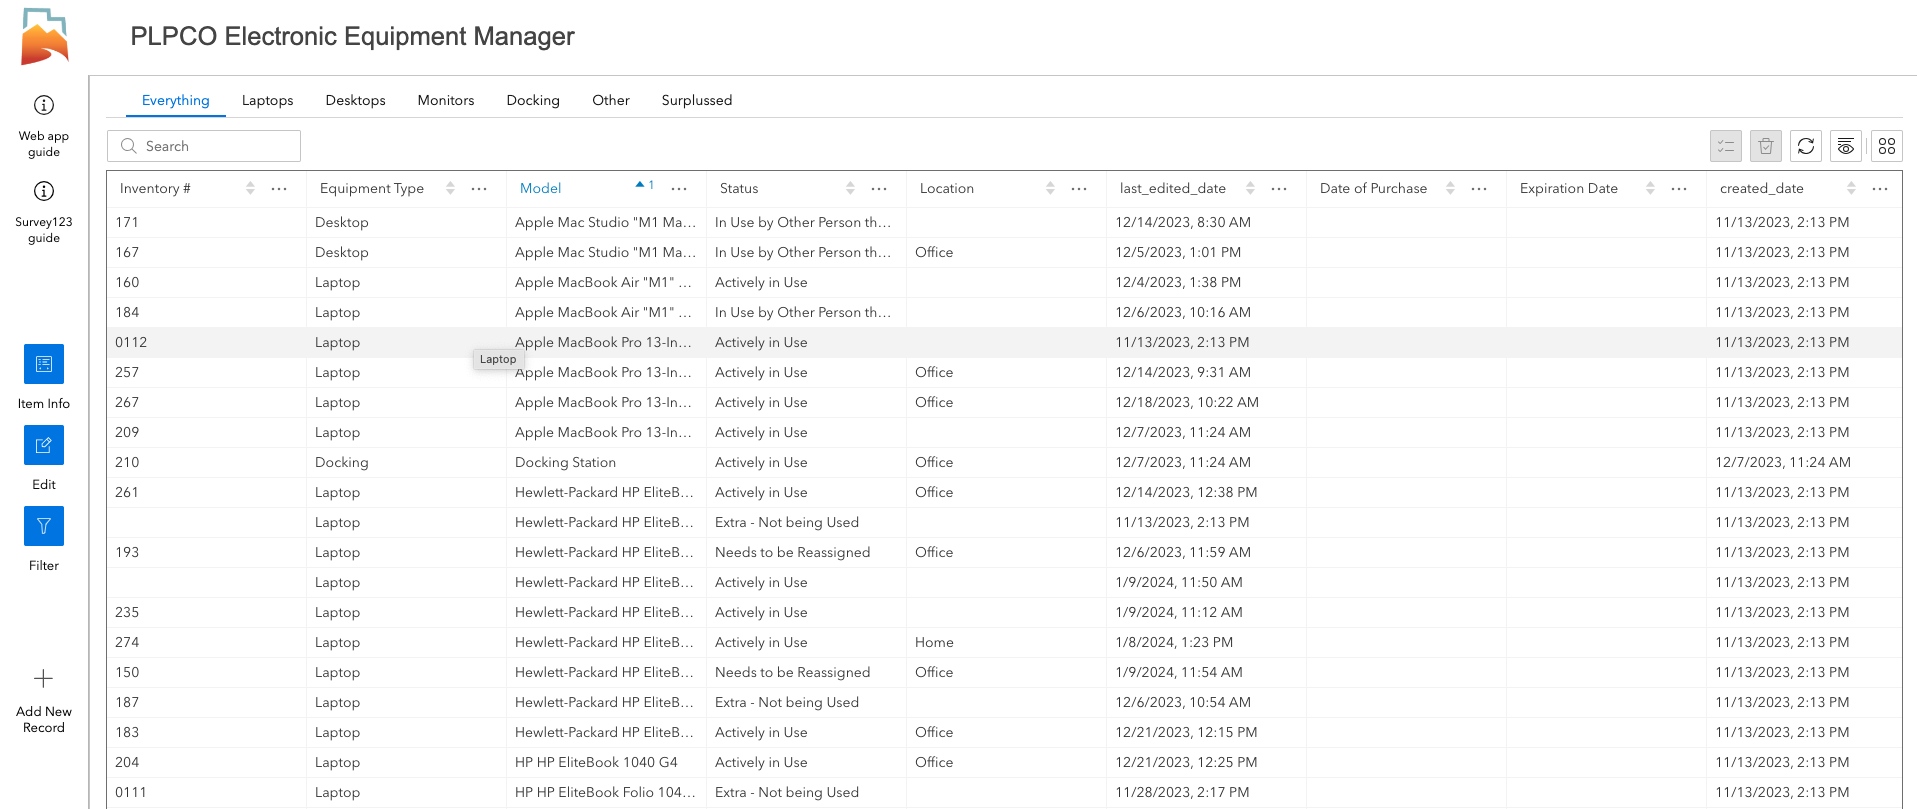 PLPCO Electronic Equipment Manager
Web app
guide
Survey123
guide
Item Info
Edit
Filter
Add New
Record
Everything Laptops Desktops Monitors Docking Other Surplussed
Search
Inventory # Equipment Type Model 1 Status Location last_edited_date Date of Purchase Expiration Date created_date
171 Desktop Apple Mac Studio "M1 Ma... In Use by Other Person th... 12/14/2023, 8:30 AM 11/13/2023, 2:13 PM
167 Desktop Apple Mac Studio "M1 Ma... In Use by Other Person th... Office 12/5/2023, 1:01 PM 11/13/2023, 2:13 PM
160 Laptop Apple MacBook Air "M1" ... Actively in Use 12/4/2023, 1:38 PM 11/13/2023, 2:13 PM
184 Laptop Apple MacBook Air "M1" ... In Use by Other Person th... 12/6/2023, 10:16 AM 11/13/2023, 2:13 PM
0112 Laptop Apple MacBook Pro 13-In... Actively in Use 11/13/2023, 2:13 PM 11/13/2023, 2:13 PM
Laptop
257 Laptop Apple MacBook Pro 13-In... Actively in Use Office 12/14/2023, 9:31 AM 11/13/2023, 2:13 PM
267 Laptop Apple MacBook Pro 13-In... Actively in Use Office 12/18/2023, 10:22 AM 11/13/2023, 2:13 PM
209 Laptop Apple MacBook Pro 13-In... Actively in Use 12/7/2023, 11:24 AM 11/13/2023, 2:13 PM
210 Docking Docking Station Actively in Use Office 12/7/2023, 11:24 AM 12/7/2023, 11:24 AM
261 Laptop Hewlett-Packard HP EliteB... Actively in Use Office 12/14/2023, 12:38 PM 11/13/2023, 2:13 PM
Laptop Hewlett-Packard HP EliteB... Extra - Not being Used 11/13/2023, 2:13 PM 11/13/2023, 2:13 PM
193 Laptop Hewlett-Packard HP EliteB... Needs to be Reassigned Office 12/6/2023, 11:59 AM 11/13/2023, 2:13 PM
Laptop Hewlett-Packard HP EliteB... Actively in Use 1/9/2024, 11:50 AM 11/13/2023, 2:13 PM
235 Laptop Hewlett-Packard HP EliteB... Actively in Use 1/9/2024, 11:12 AM 11/13/2023, 2:13 PM
274 Laptop Hewlett-Packard HP EliteB... Actively in Use Home 1/8/2024, 1:23 PM 11/13/2023, 2:13 PM
150 Laptop Hewlett-Packard HP EliteB... Needs to be Reassigned Office 1/9/2024, 11:54 AM 11/13/2023, 2:13 PM
187 Laptop Hewlett-Packard HP EliteB... Extra - Not being Used 12/6/2023, 10:54 AM 11/13/2023, 2:13 PM
183 Laptop Hewlett-Packard HP EliteB... Actively in Use Office 12/21/2023, 12:15 PM 11/13/2023, 2:13 PM
204 Laptop HP HP EliteBook 1040 G4 Actively in Use Office 12/21/2023, 12:25 PM 11/13/2023, 2:13 PM
0111 Laptop HP HP EliteBook Folio 104... Extra - Not being Used 11/28/2023, 2:17 PM 11/13/2023, 2:13 PM